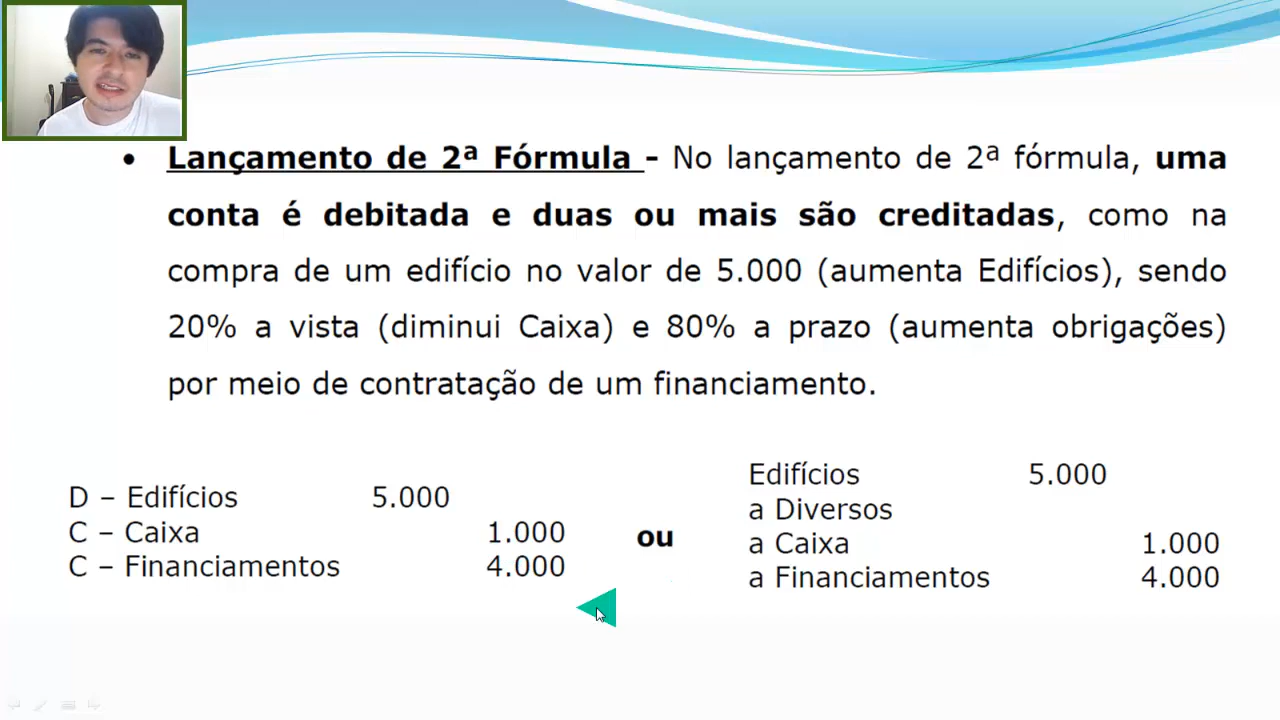 • Lançamento de 2ª Fórmula - No lançamento de 2ª fórmula, uma
conta é debitada e duas ou mais são creditadas, como na
compra de um edifício no valor de 5.000 (aumenta Edifícios), sendo
20% a vista (diminui Caixa) e 80% a prazo (aumenta obrigações)
por meio de contratação de um financiamento.
D – Edifícios 5.000
C – Caixa 1.000
C – Financiamentos 4.000
ou
Edifícios 5.000
a Diversos
a Caixa 1.000
a Financiamentos 4.000